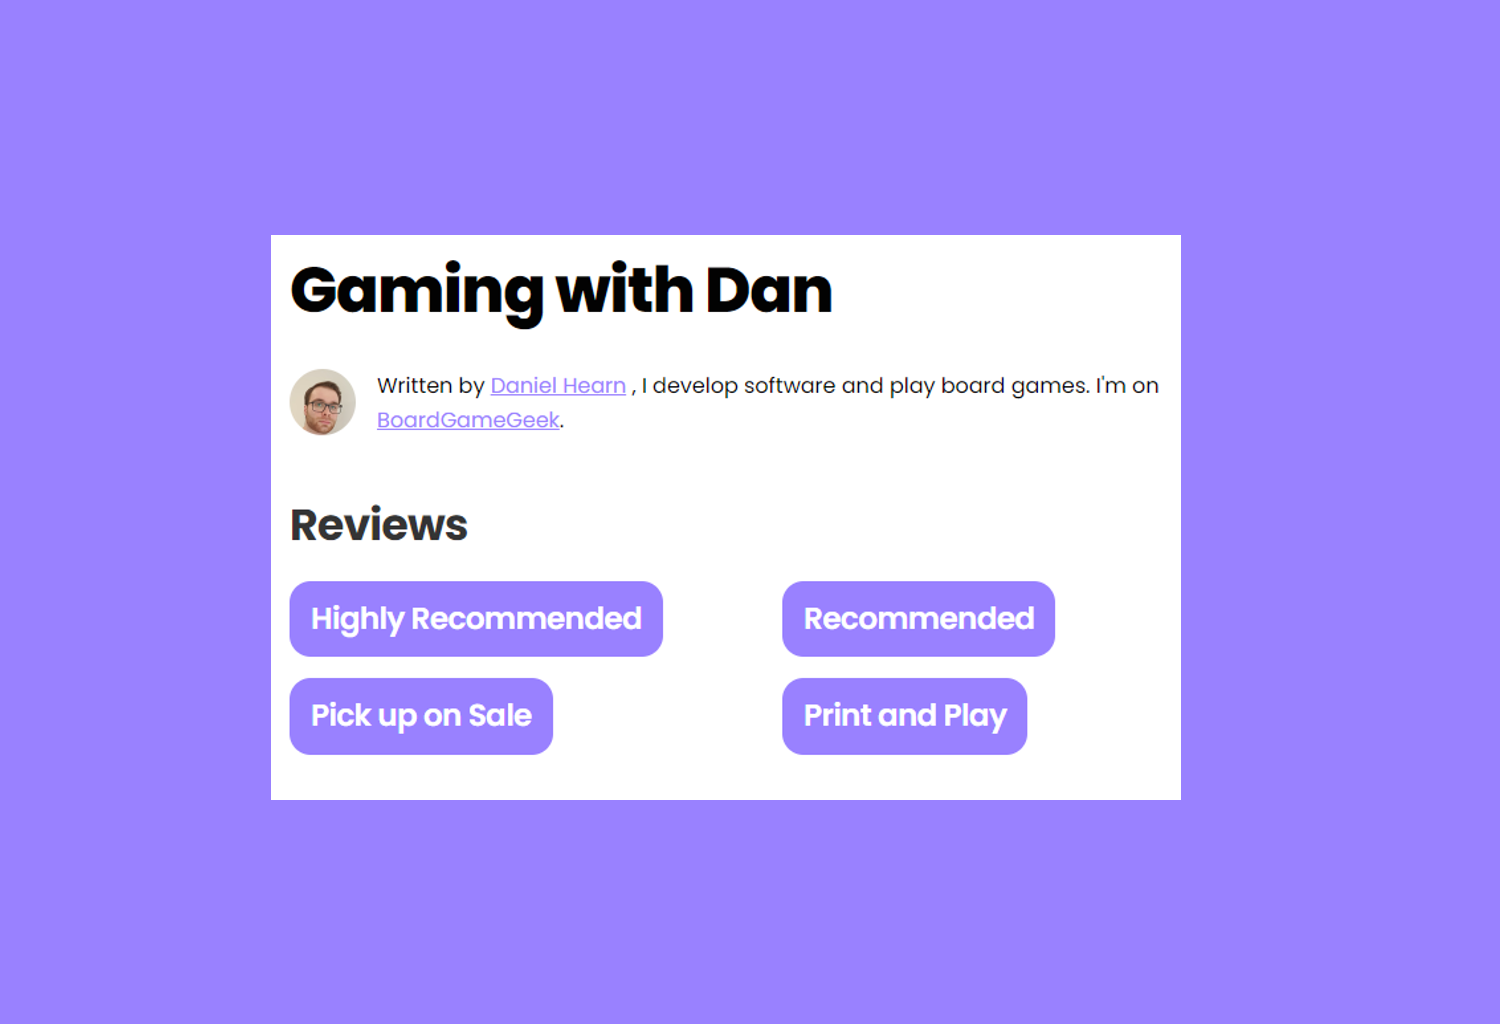 Gaming with Dan
Written by Daniel Hearn , I develop software and play board games. I'm on
BoardGameGeek.
Reviews
Highly Recommended
Recommended
Pick up on Sale
Print and Play